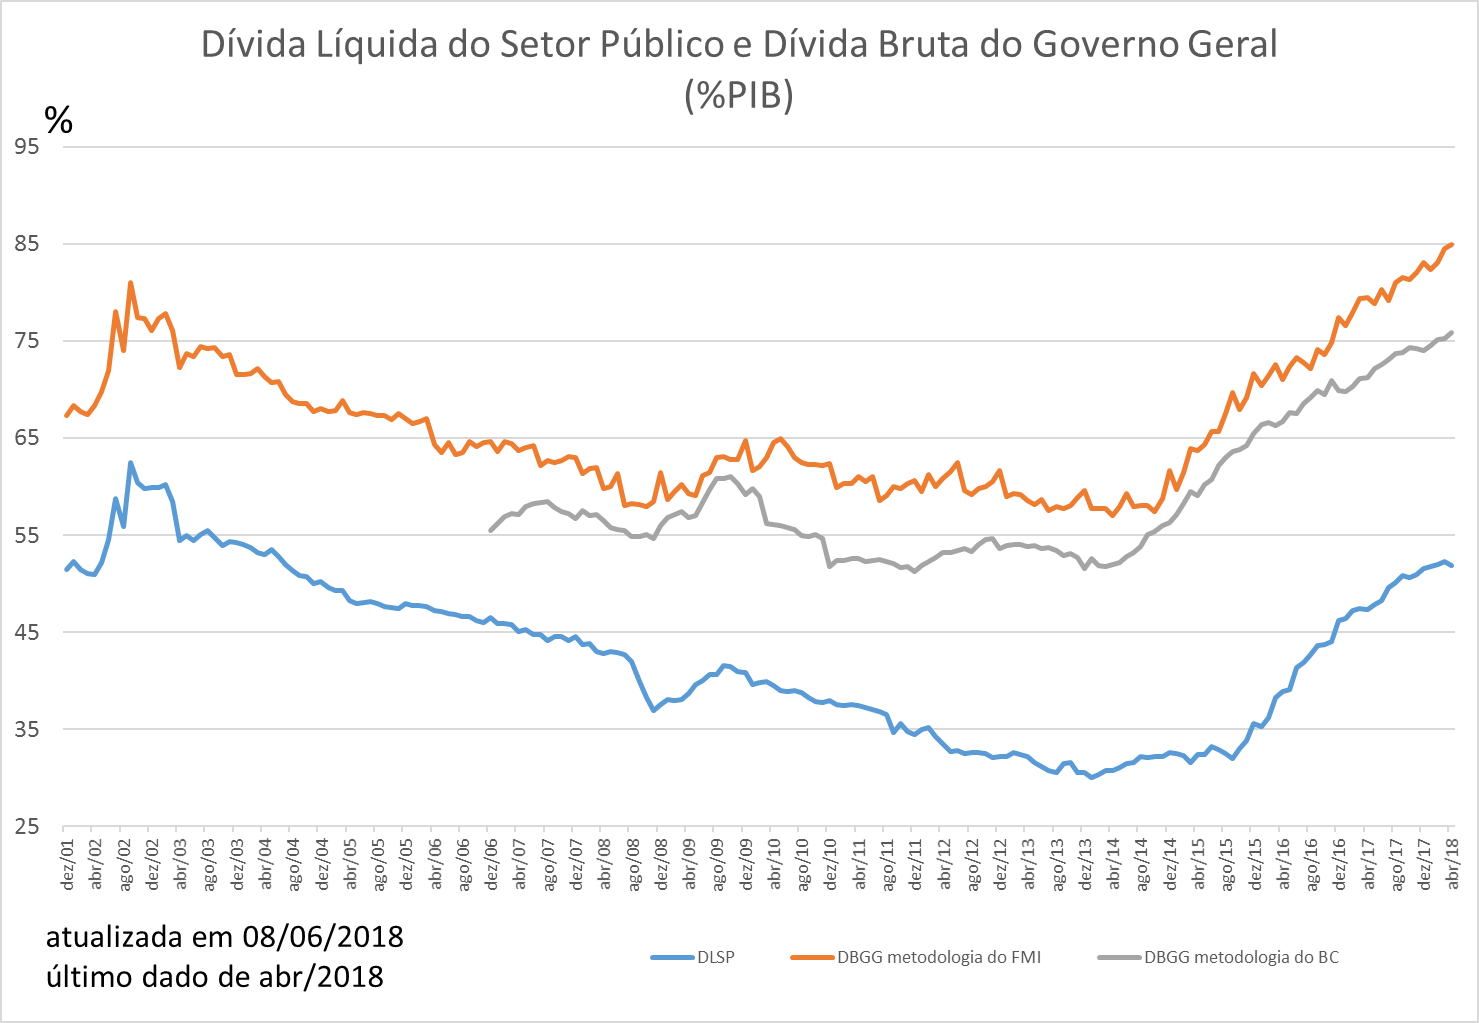 Dívida Líquida do Setor Público e Dívida Bruta do Governo Geral
(%PIB)
%
95
85
75
65
55
45
35
25
dez/01
abr/02
ago/02
dez/02
abr/03
ago/03
dez/03
abr/04
ago/04
dez/04
abr/05
ago/05
dez/05
abr/06
ago/06
dez/06
abr/07
ago/07
dez/07
abr/08
ago/08
dez/08
abr/09
ago/09
dez/09
abr/10
ago/10
dez/10
abr/11
ago/11
dez/11
abr/12
ago/12
dez/12
abr/13
ago/13
dez/13
abr/14
ago/14
dez/14
abr/15
ago/15
dez/15
abr/16
ago/16
dez/16
abr/17
ago/17
dez/17
abr/18
atualizada em 08/06/2018
último dado de abr/2018
DLSP
DBGG metodologia do FMI
DBGG metodologia do BC